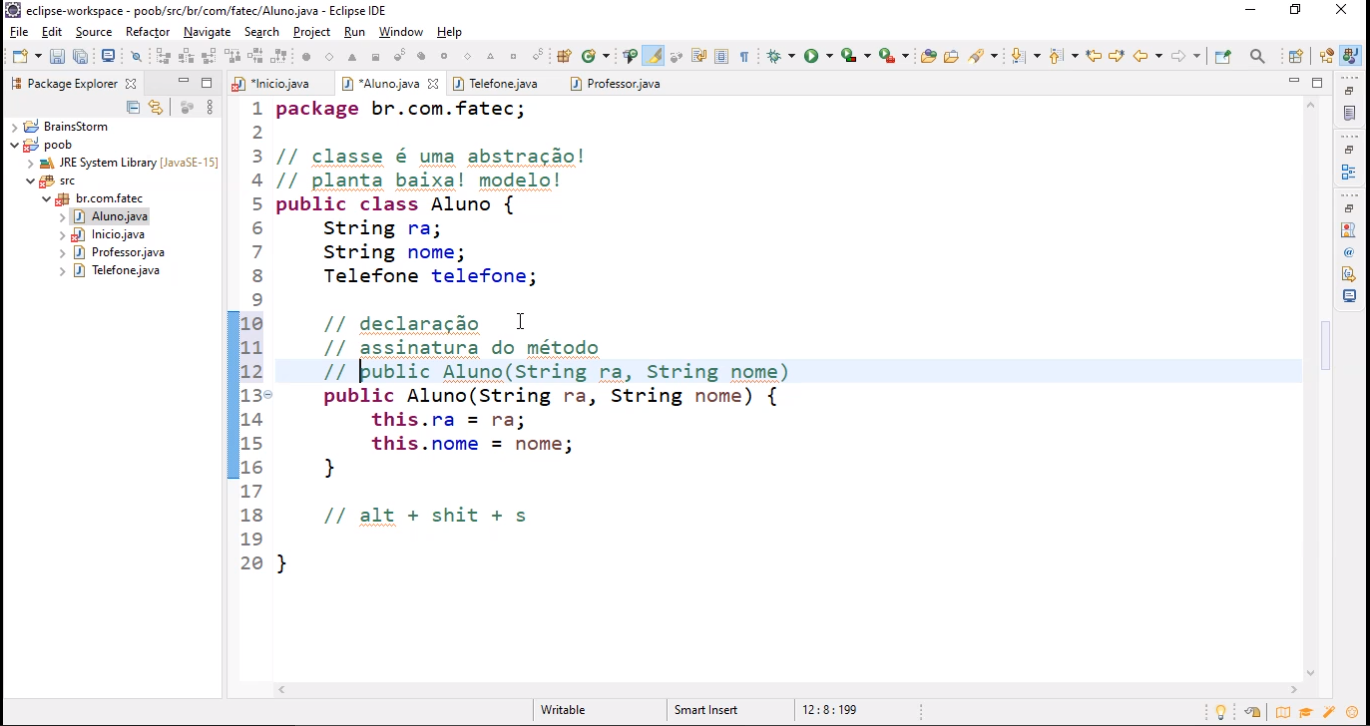 eclipse-workspace - poob/src/br/com/fatec/Aluno.java - Eclipse IDE
File Edit Source Refactor Navigate Search Project Run Window Help
Package Explorer
*Inicio.java *Aluno.java Telefone.java Professor.java
BrainsStorm
poob
JRE System Library [JavaSE-15]
src
br.com.fatec
Aluno.java
Inicio.java
Professor.java
Telefone.java
1 package br.com.fatec;
2
3 // classe é uma abstração!
4 // planta baixa! modelo!
5 public class Aluno {
6 String ra;
7 String nome;
8 Telefone telefone;
9
10 // declaração
11 // assinatura do método
12 // public Aluno(String ra, String nome)
13 public Aluno(String ra, String nome) {
14 this.ra = ra;
15 this.nome = nome;
16 }
17
18 // alt + shit + s
19
20 }
Writable Smart Insert 12:8:199